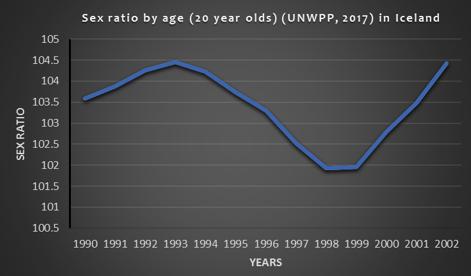 Sex ratio by age (20 year olds) (UNWPP, 2017) in Iceland
105
104.5
104
103.5
103
102.5
102
101.5
101
100.5
SEX RATIO
1990 1991 1992 1993 1994 1995 1996 1997 1998 1999 2000 2001 2002
YEARS